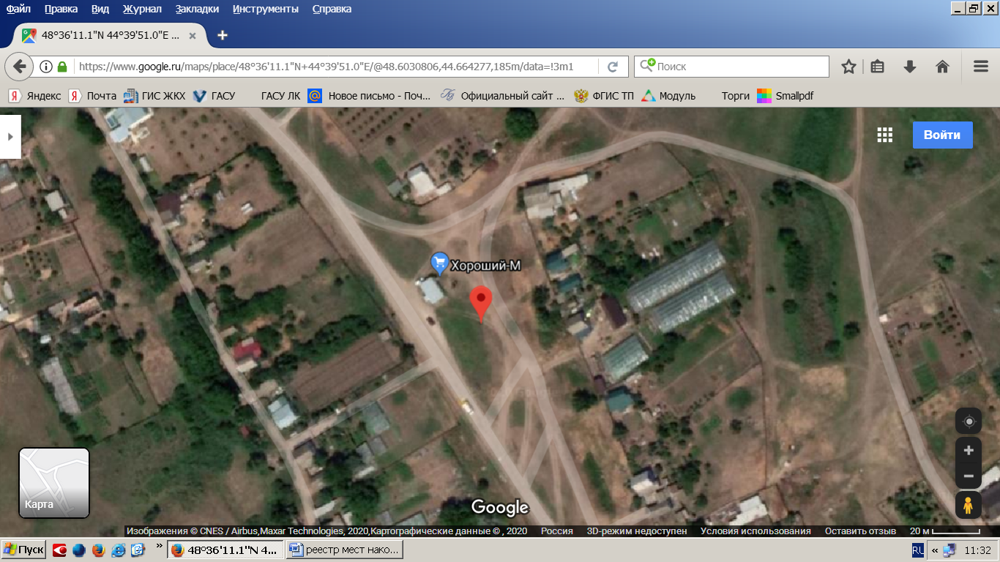 Файл Правка Вид Журнал Закладки Инструменты Справка
48°36'11.1"N 44°39'51.0"E ...
https://www.google.ru/maps/place/48°36'11.1"N+44°39'51.0"E/@48.6030806,44.664277,185m/data=!3m1
Поиск
Яндекс Почта ГИС ЖКХ ГАСУ ГАСУ ЛК Новое письмо - Поч... Официальный сайт ... ФГИС ТП Модуль Торги Smallpdf
Войти
Хороший-М
Карта
Google
Изображения © CNES / Airbus,Maxar Technologies, 2020,Картографические данные © , 2020 Россия 3D-режим недоступен Условия использования Оставить отзыв 20 м
Пуск » 48°36'11.1"N 4... реестр мест нако... RU « 11:32